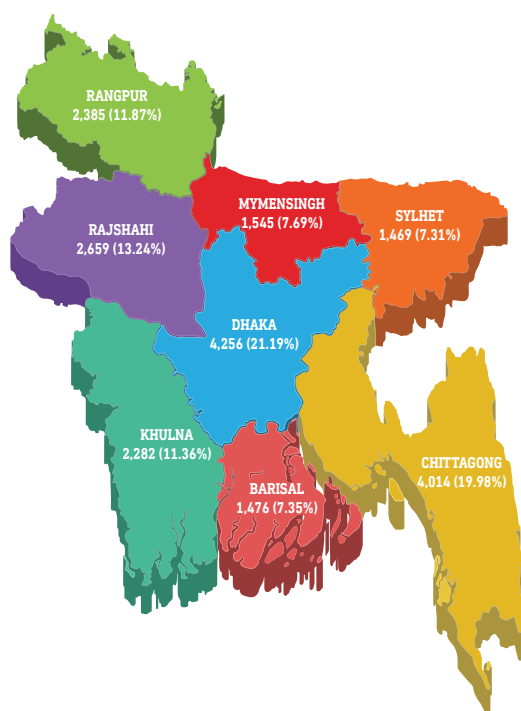 RANGPUR
2,385 (11.87%)
MYMENSINGH
1,545 (7.69%)
SYLHET
1,469 (7.31%)
RAJSHAHI
2,659 (13.24%)
DHAKA
4,256 (21.19%)
KHULNA
2,282 (11.36%)
CHITTAGONG
4,014 (19.98%)
BARISAL
1,476 (7.35%)